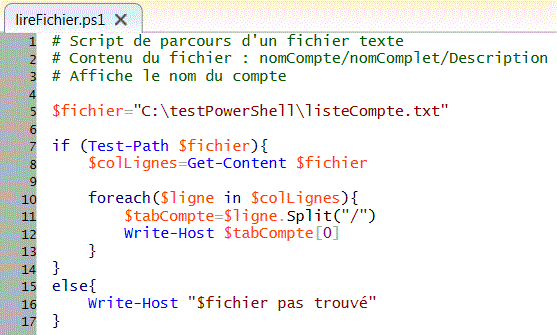 lireFichier.ps1 ✕
1 # Script de parcours d'un fichier texte
2 # Contenu du fichier : nomCompte/nomComplet/Description
3 # Affiche le nom du compte
4
5 $fichier="C:\testPowerShell\listeCompte.txt"
6
7 if (Test-Path $fichier){
8     $colLignes=Get-Content $fichier
9
10     foreach($ligne in $colLignes){
11         $tabCompte=$ligne.Split("/")
12         Write-Host $tabCompte[0]
13     }
14 }
15 else{
16     Write-Host "$fichier pas trouvé"
17 }